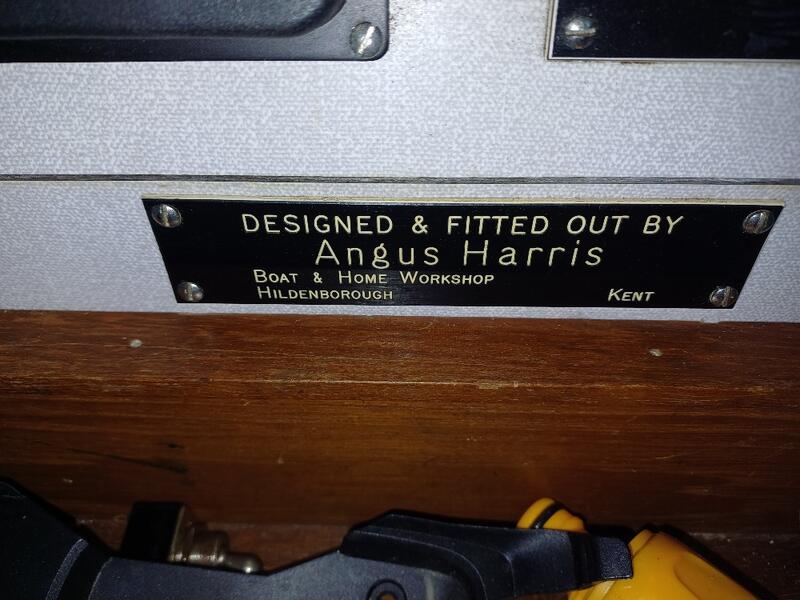 DESIGNED & FITTED OUT BY
Angus Harris
BOAT & HOME WORKSHOP
HILDENBOROUGH KENT